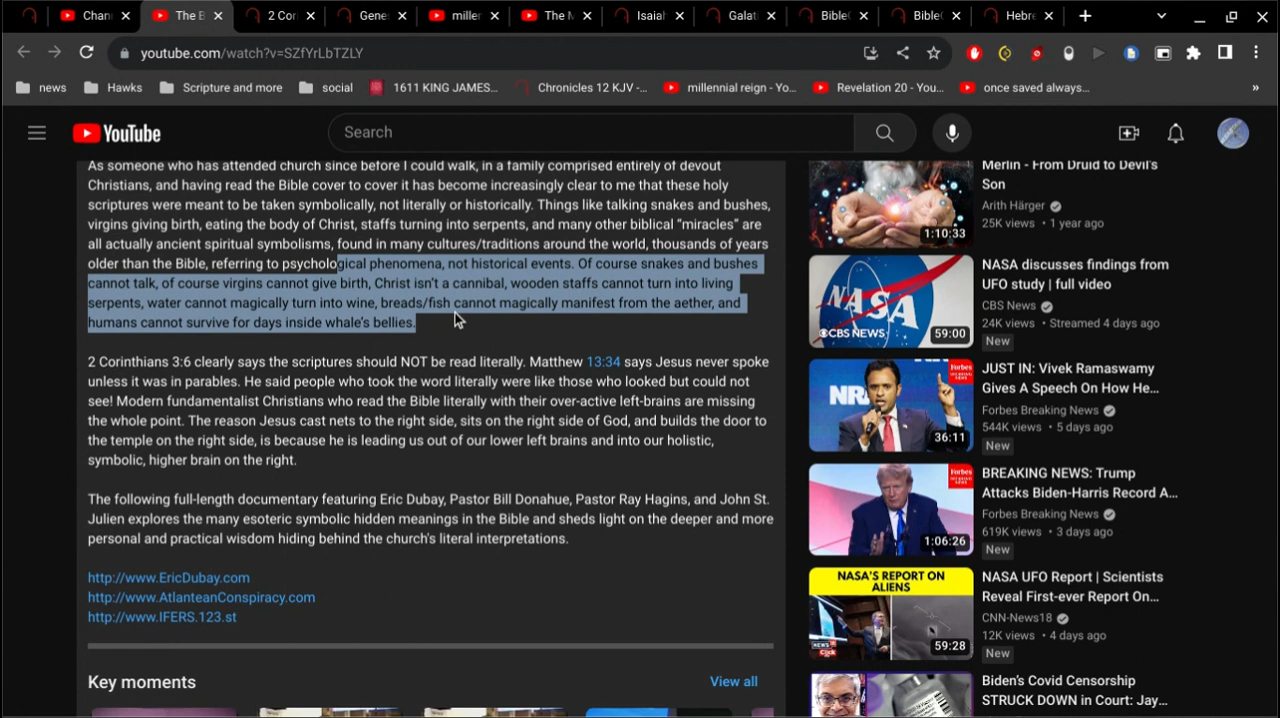 Chann
The B
2 Cori
Gene
miller
The M
Isaiah
Galati
Bible
Bible
Hebre
youtube.com/watch?v=SZfYrLbTZLY
news
Hawks
Scripture and more
social
1611 KING JAMES...
Chronicles 12 KJV -...
millennial reign - Yo...
Revelation 20 - You...
once saved always...
»
YouTube
Search
As someone who has attended church since before I could walk, in a family comprised entirely of devout
Christians, and having read the Bible cover to cover it has become increasingly clear to me that these holy
scriptures were meant to be taken symbolically, not literally or historically. Things like talking snakes and bushes,
virgins giving birth, eating the body of Christ, staffs turning into serpents, and many other biblical “miracles” are
all actually ancient spiritual symbolisms, found in many cultures/traditions around the world, thousands of years
older than the Bible, referring to psychological phenomena, not historical events. Of course snakes and bushes
cannot talk, of course virgins cannot give birth, Christ isn’t a cannibal, wooden staffs cannot turn into living
serpents, water cannot magically turn into wine, breads/fish cannot magically manifest from the aether, and
humans cannot survive for days inside whale’s bellies.
2 Corinthians 3:6 clearly says the scriptures should NOT be read literally. Matthew 13:34 says Jesus never spoke
unless it was in parables. He said people who took the word literally were like those who looked but could not
see! Modern fundamentalist Christians who read the Bible literally with their over-active left-brains are missing
the whole point. The reason Jesus cast nets to the right side, sits on the right side of God, and builds the door to
the temple on the right side, is because he is leading us out of our lower left brains and into our holistic,
symbolic, higher brain on the right.
The following full-length documentary featuring Eric Dubay, Pastor Bill Donahue, Pastor Ray Hagins, and John St.
Julien explores the many esoteric symbolic hidden meanings in the Bible and sheds light on the deeper and more
personal and practical wisdom hiding behind the church's literal interpretations.
http://www.EricDubay.com
http://www.AtlanteanConspiracy.com
http://www.IFERS.123.st
Key moments
View all
Merlin - From Druid to Devil's
Son
Arith Härger
25K views • 1 year ago
1:10:33
NASA discusses findings from
UFO study | full video
CBS News
24K views • Streamed 4 days ago
New
NASA
CBS NEWS
59:00
JUST IN: Vivek Ramaswamy
Gives A Speech On How He...
Forbes Breaking News
544K views • 5 days ago
New
NR
36:11
BREAKING NEWS: Trump
Attacks Biden-Harris Record A...
Forbes Breaking News
619K views • 3 days ago
New
1:06:26
NASA UFO Report | Scientists
Reveal First-ever Report On...
CNN-News18
12K views • 4 days ago
New
NASA'S REPORT ON
ALIENS
59:28
Biden’s Covid Censorship
STRUCK DOWN in Court: Jay...